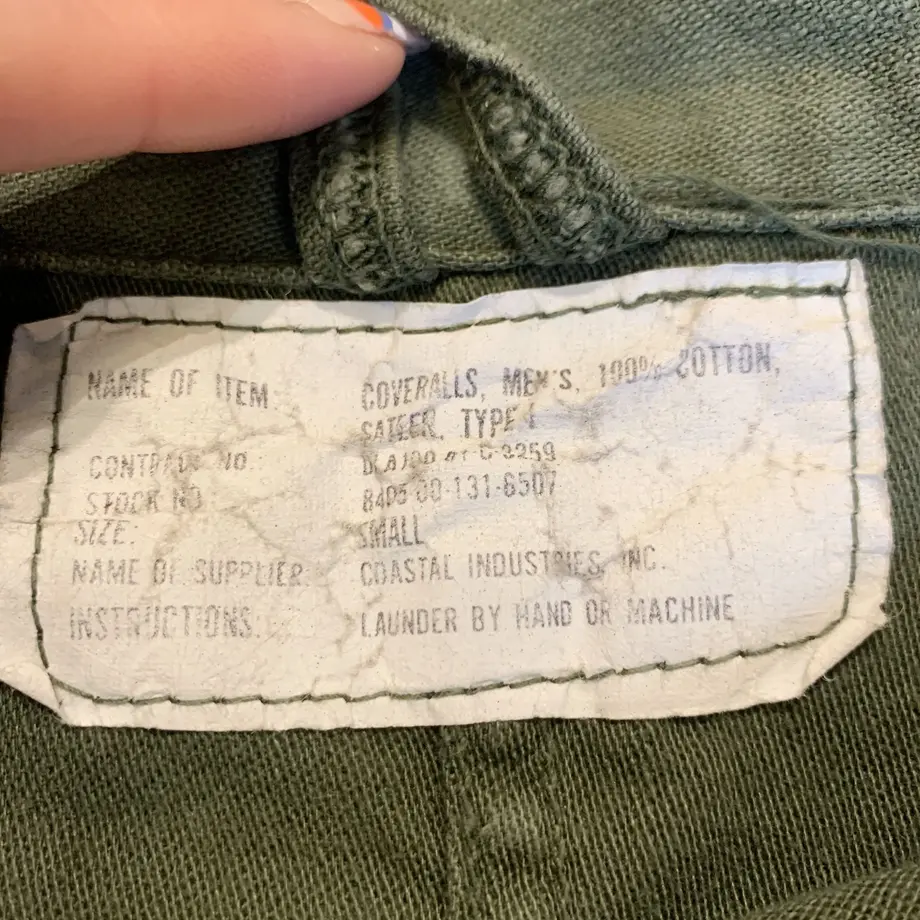 NAME OF ITEM COVERALLS, MEN'S, 100% COTTON,
SATEEN, TYPE I
CONTRACT NO.:
STOCK NO. 8405-00-131-6507
SIZE: SMALL
NAME OF SUPPLIER COASTAL INDUSTRIES, INC.
INSTRUCTIONS: LAUNDER BY HAND OR MACHINE